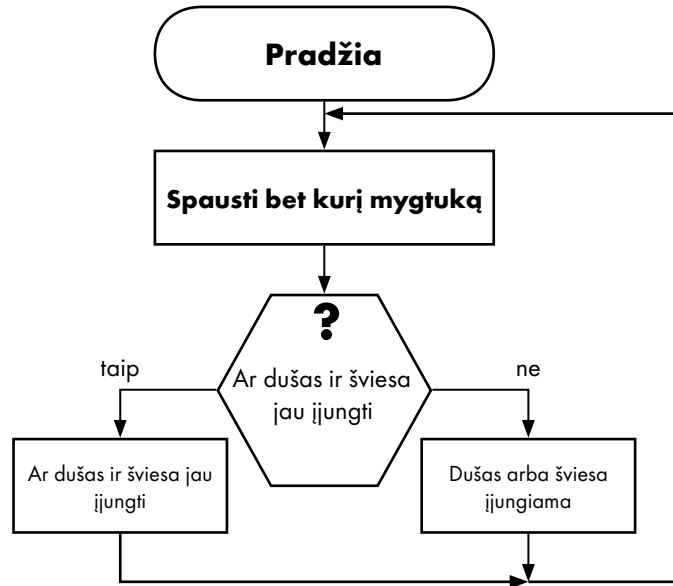 Pradžia
Spausti bet kurį mygtuką
?
Ar dušas ir šviesa
jau įjungti
taip
ne
Ar dušas ir šviesa jau
įjungti
Dušas arba šviesa
įjungiama